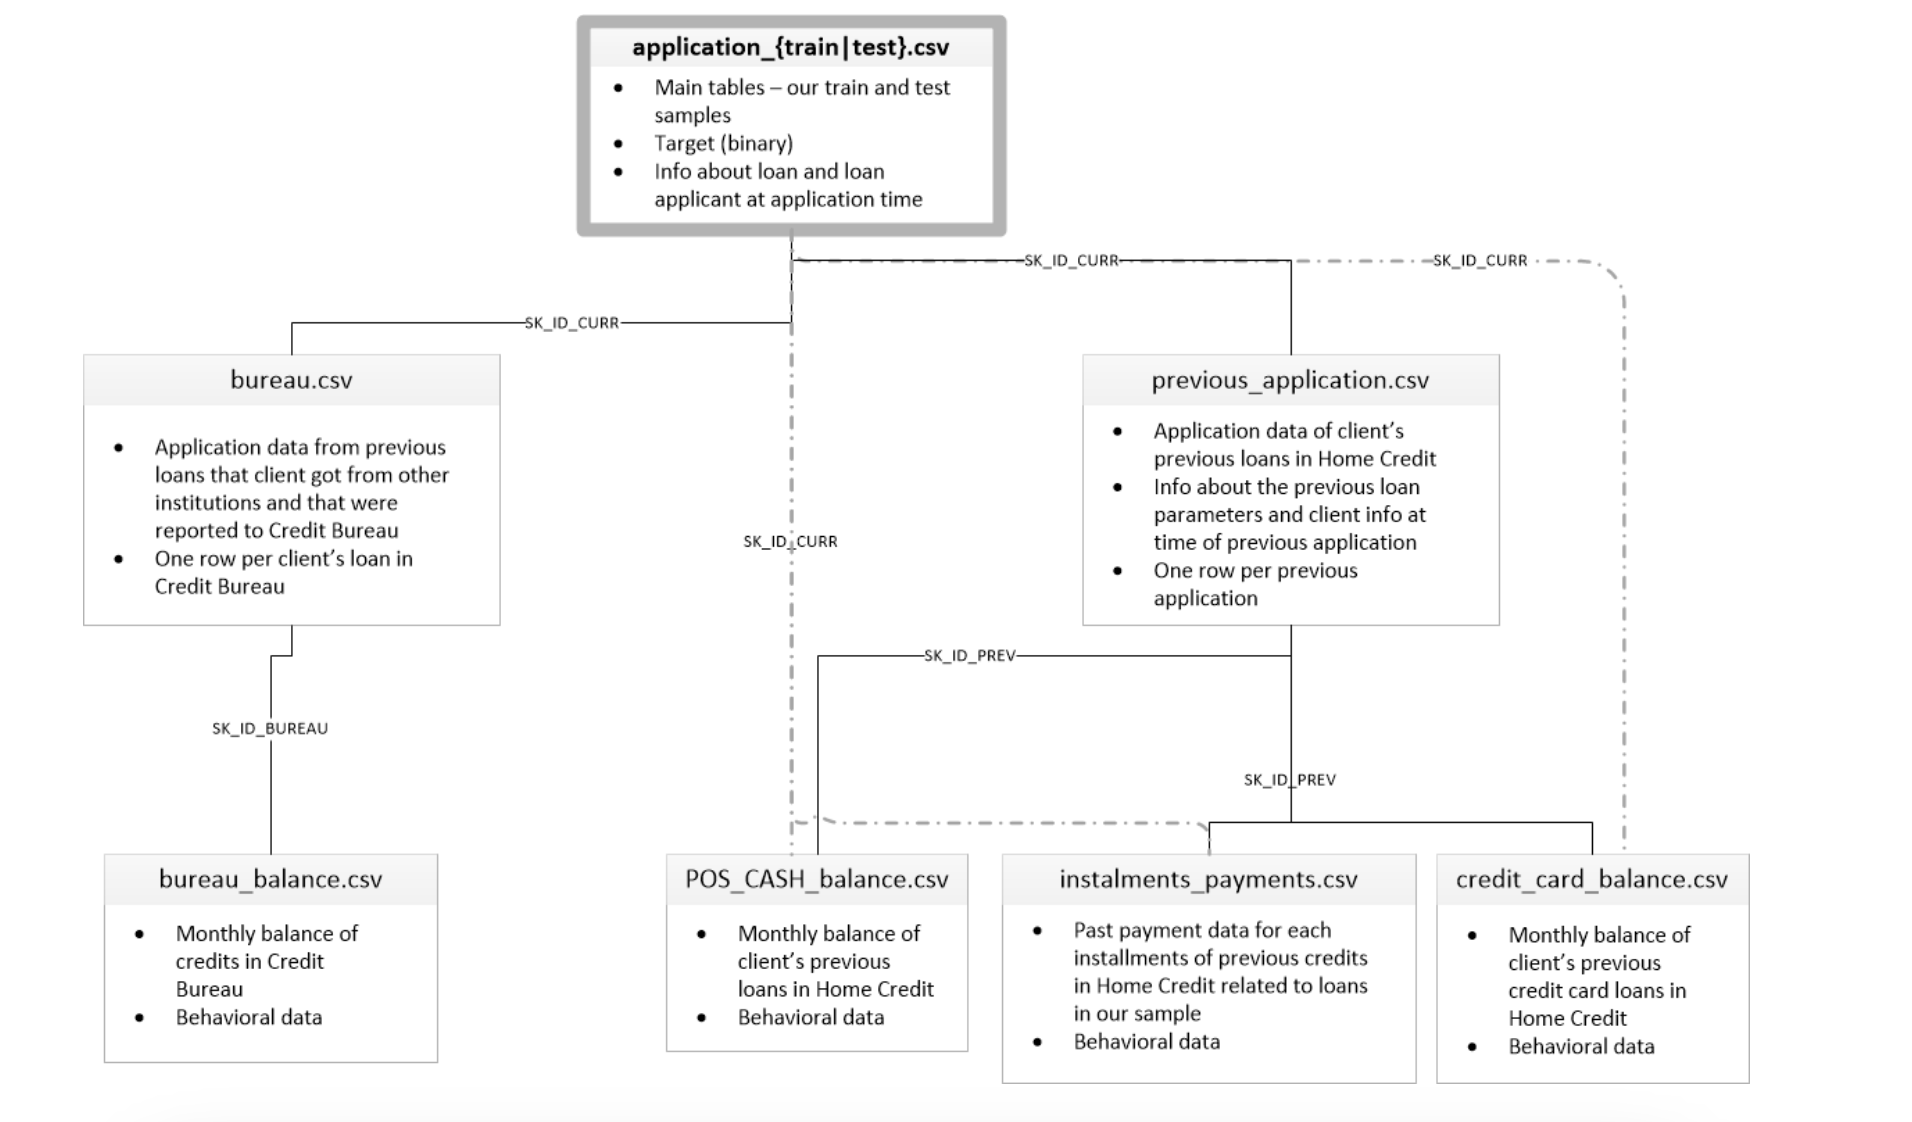 application_{train|test}.csv
• Main tables – our train and test
samples
• Target (binary)
• Info about loan and loan
applicant at application time
SK_ID_CURR
SK_ID_CURR
SK_ID_CURR
bureau.csv
• Application data from previous
loans that client got from other
institutions and that were
reported to Credit Bureau
• One row per client’s loan in
Credit Bureau
previous_application.csv
• Application data of client’s
previous loans in Home Credit
• Info about the previous loan
parameters and client info at
time of previous application
• One row per previous
application
SK_ID_CURR
SK_ID_PREV
SK_ID_BUREAU
SK_ID_PREV
bureau_balance.csv
• Monthly balance of
credits in Credit
Bureau
• Behavioral data
POS_CASH_balance.csv
• Monthly balance of
client’s previous
loans in Home Credit
• Behavioral data
instalments_payments.csv
• Past payment data for each
installments of previous credits
in Home Credit related to loans
in our sample
• Behavioral data
credit_card_balance.csv
• Monthly balance of
client’s previous
credit card loans in
Home Credit
• Behavioral data